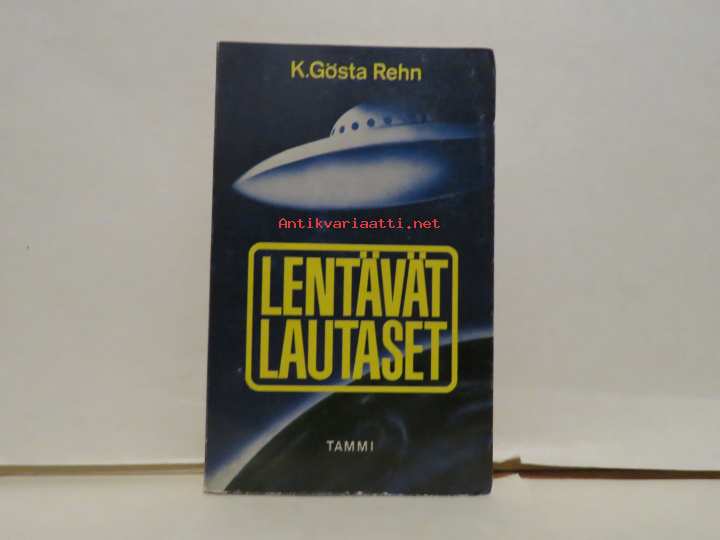 K.Gösta Rehn
Antikvariaatti.net
LENTÄVÄT
LAUTASET
TAMMI